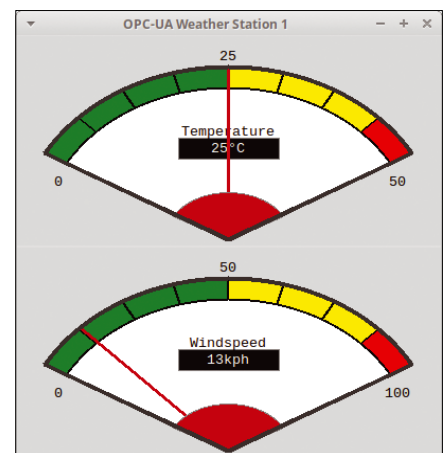 OPC-UA Weather Station 1
25
Temperature
25°C
0
50
50
Windspeed
13kph
0
100